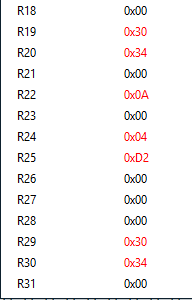 R18 0x00
R19 0x30
R20 0x34
R21 0x00
R22 0x0A
R23 0x00
R24 0x04
R25 0xD2
R26 0x00
R27 0x00
R28 0x00
R29 0x30
R30 0x34
R31 0x00